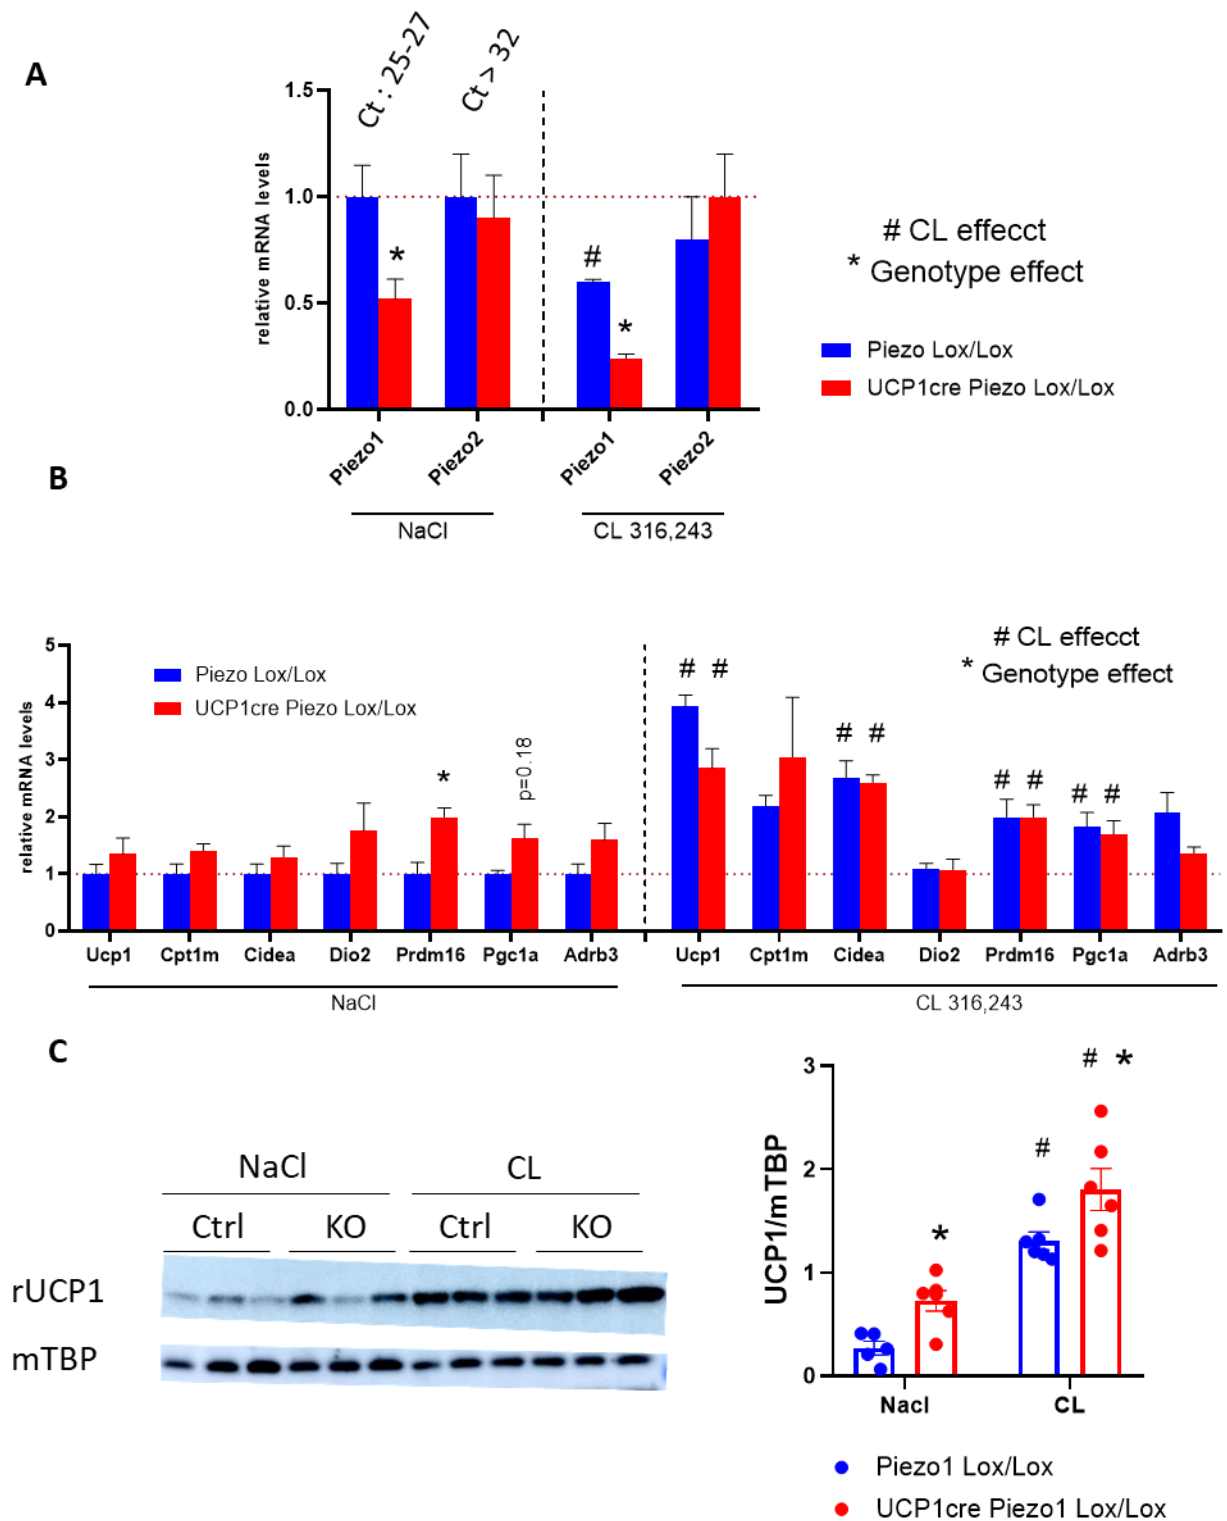 A
Ct : 25-27
Ct > 32
1.5
1.0
0.5
0.0
relative mRNA levels
*
#
*
Piezo1
Piezo2
Piezo1
Piezo2
NaCl
CL 316,243
# CL effecct
* Genotype effect
Piezo Lox/Lox
UCP1cre Piezo Lox/Lox
B
5
4
3
2
1
0
relative mRNA levels
Piezo Lox/Lox
UCP1cre Piezo Lox/Lox
*
p=0.18
# #
# #
# #
# #
# CL effecct
* Genotype effect
Ucp1 Cpt1m Cidea Dio2 Prdm16 Pgc1a Adrb3
Ucp1 Cpt1m Cidea Dio2 Prdm16 Pgc1a Adrb3
NaCl
CL 316,243
C
NaCl CL
Ctrl KO Ctrl KO
rUCP1
mTBP
3
2
1
0
UCP1/mTBP
*
#
# *
Nacl
CL
Piezo1 Lox/Lox
UCP1cre Piezo1 Lox/Lox